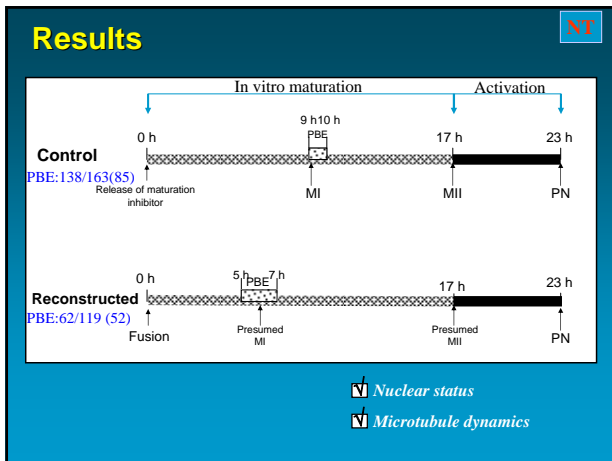 Results
NT
In vitro maturation
Activation
9 h 10 h
PBE
0 h
17 h
23 h
Control
PBE:138/163(85)
Release of maturation
inhibitor
MI
MII
PN
5 h 7 h
PBE
0 h
17 h
23 h
Reconstructed
PBE:62/119 (52)
Fusion
Presumed
MI
Presumed
MII
PN
Nuclear status
Microtubule dynamics